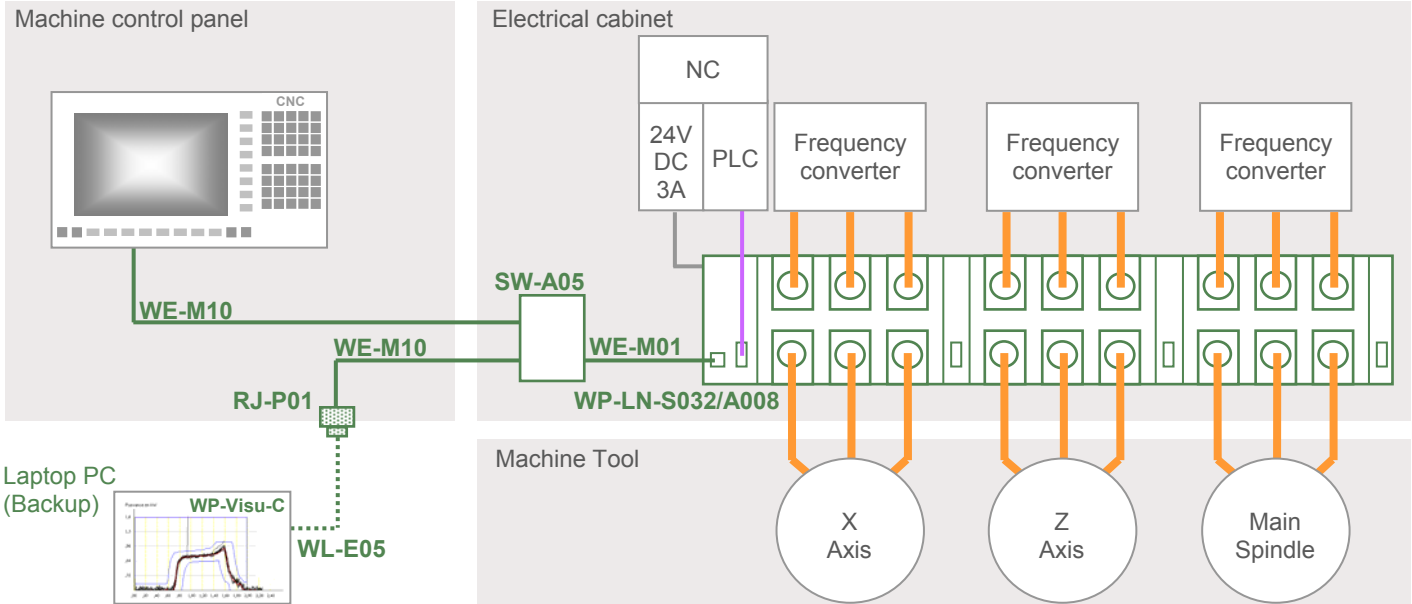 Machine control panel
CNC
WE-M10
WE-M10
RJ-P01
Laptop PC
(Backup)
WP-Visu-C
WL-E05
Electrical cabinet
NC
24V
DC
3A
PLC
Frequency
converter
Frequency
converter
Frequency
converter
SW-A05
WE-M01
WP-LN-S032/A008
Machine Tool
X
Axis
Z
Axis
Main
Spindle